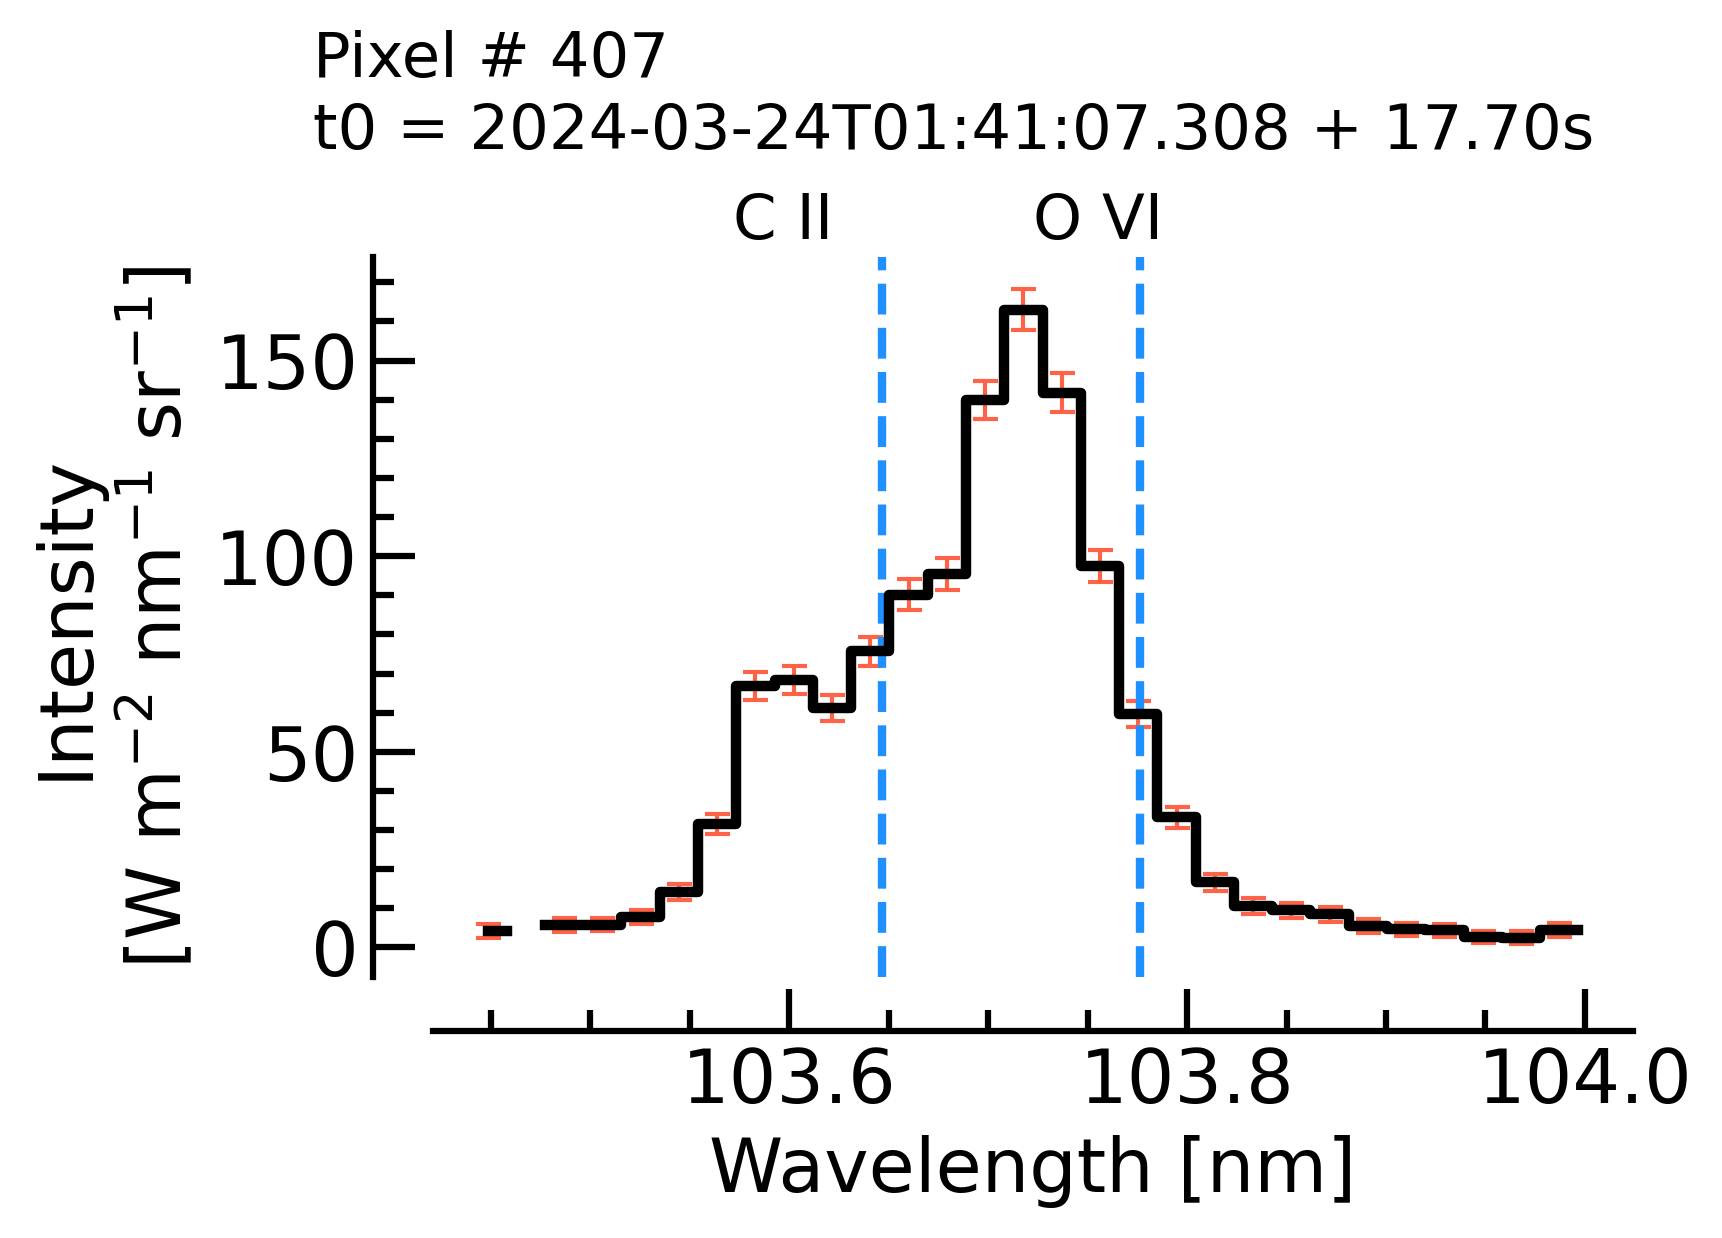 Pixel # 407
t0 = 2024-03-24T01:41:07.308 + 17.70s
C II O VI
Intensity
[W m⁻² nm⁻¹ sr⁻¹]
150
100
50
0
103.6 103.8 104.0
Wavelength [nm]